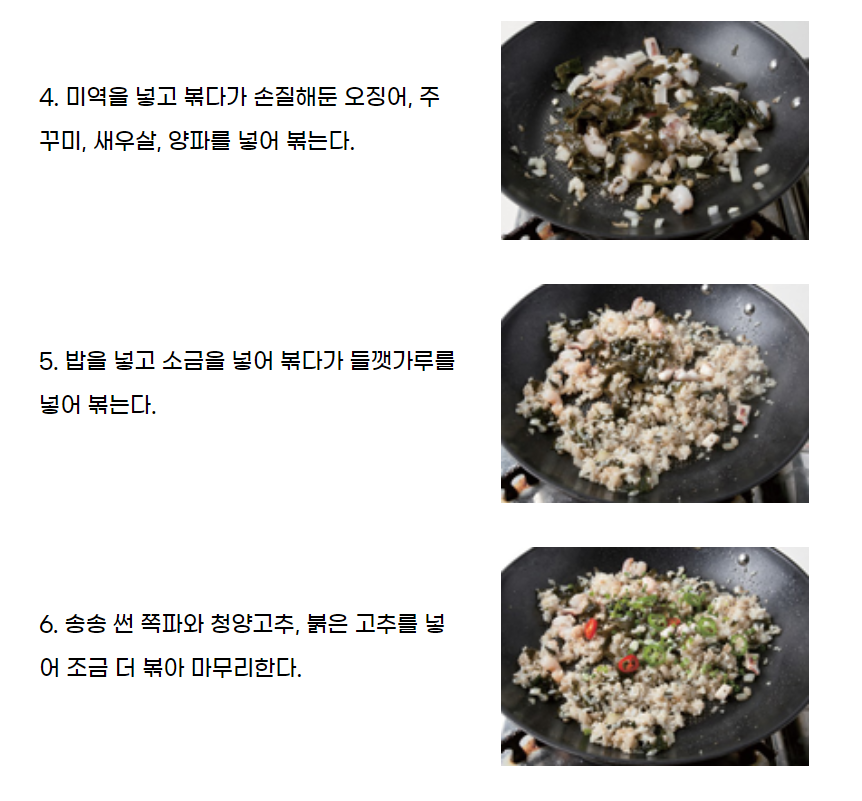 4. 미역을 넣고 볶다가 손질해둔 오징어, 주
꾸미, 새우살, 양파를 넣어 볶는다.
5. 밥을 넣고 소금을 넣어 볶다가 들깻가루를
넣어 볶는다.
6. 송송 썬 쪽파와 청양고추, 붉은 고추를 넣
어 조금 더 볶아 마무리한다.